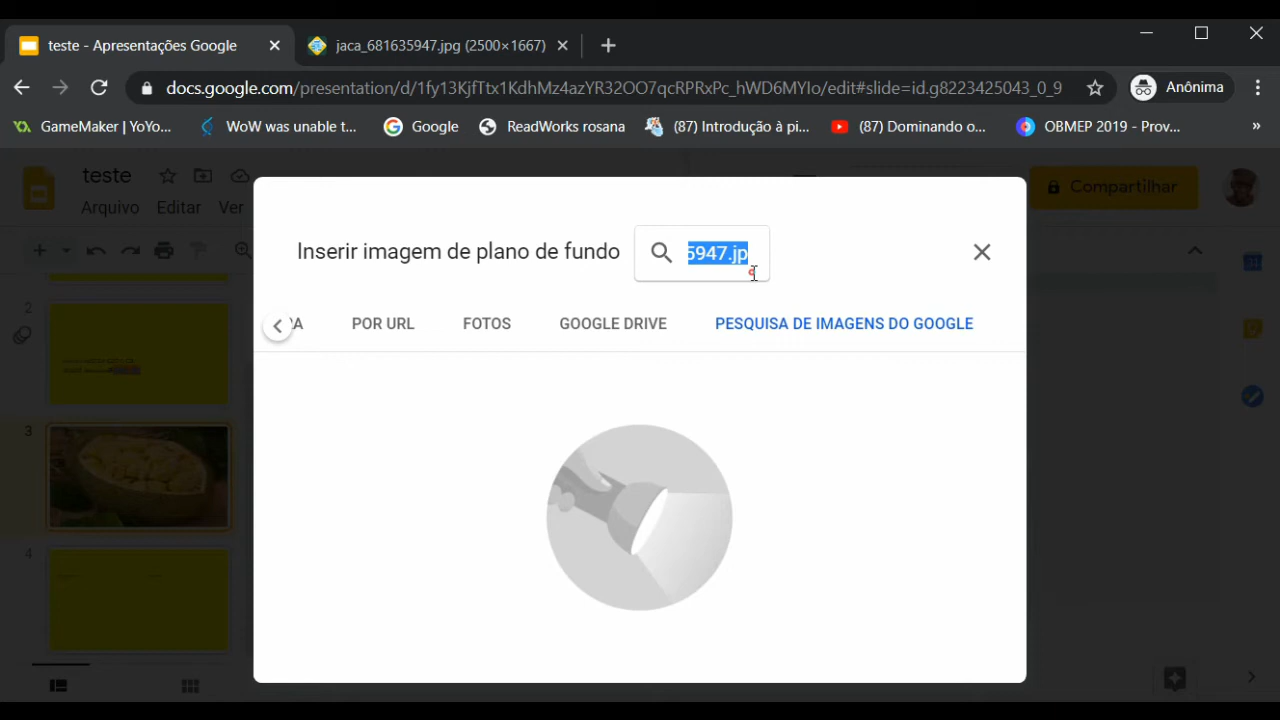 teste - Apresentações Google
jaca_681635947.jpg (2500×1667)
docs.google.com/presentation/d/1fy13KjfTtx1KdhMz4azYR32OO7qcRPRxPc_hWD6MYIo/edit#slide=id.g8223425043_0_9
Anônima
GameMaker | YoYo...
WoW was unable t...
Google
ReadWorks rosana
(87) Introdução à pi...
(87) Dominando o...
OBMEP 2019 - Prov...
»
teste
Compartilhar
Arquivo Editar Ver
Inserir imagem de plano de fundo
5947.jp
A POR URL FOTOS GOOGLE DRIVE PESQUISA DE IMAGENS DO GOOGLE
2
3
4